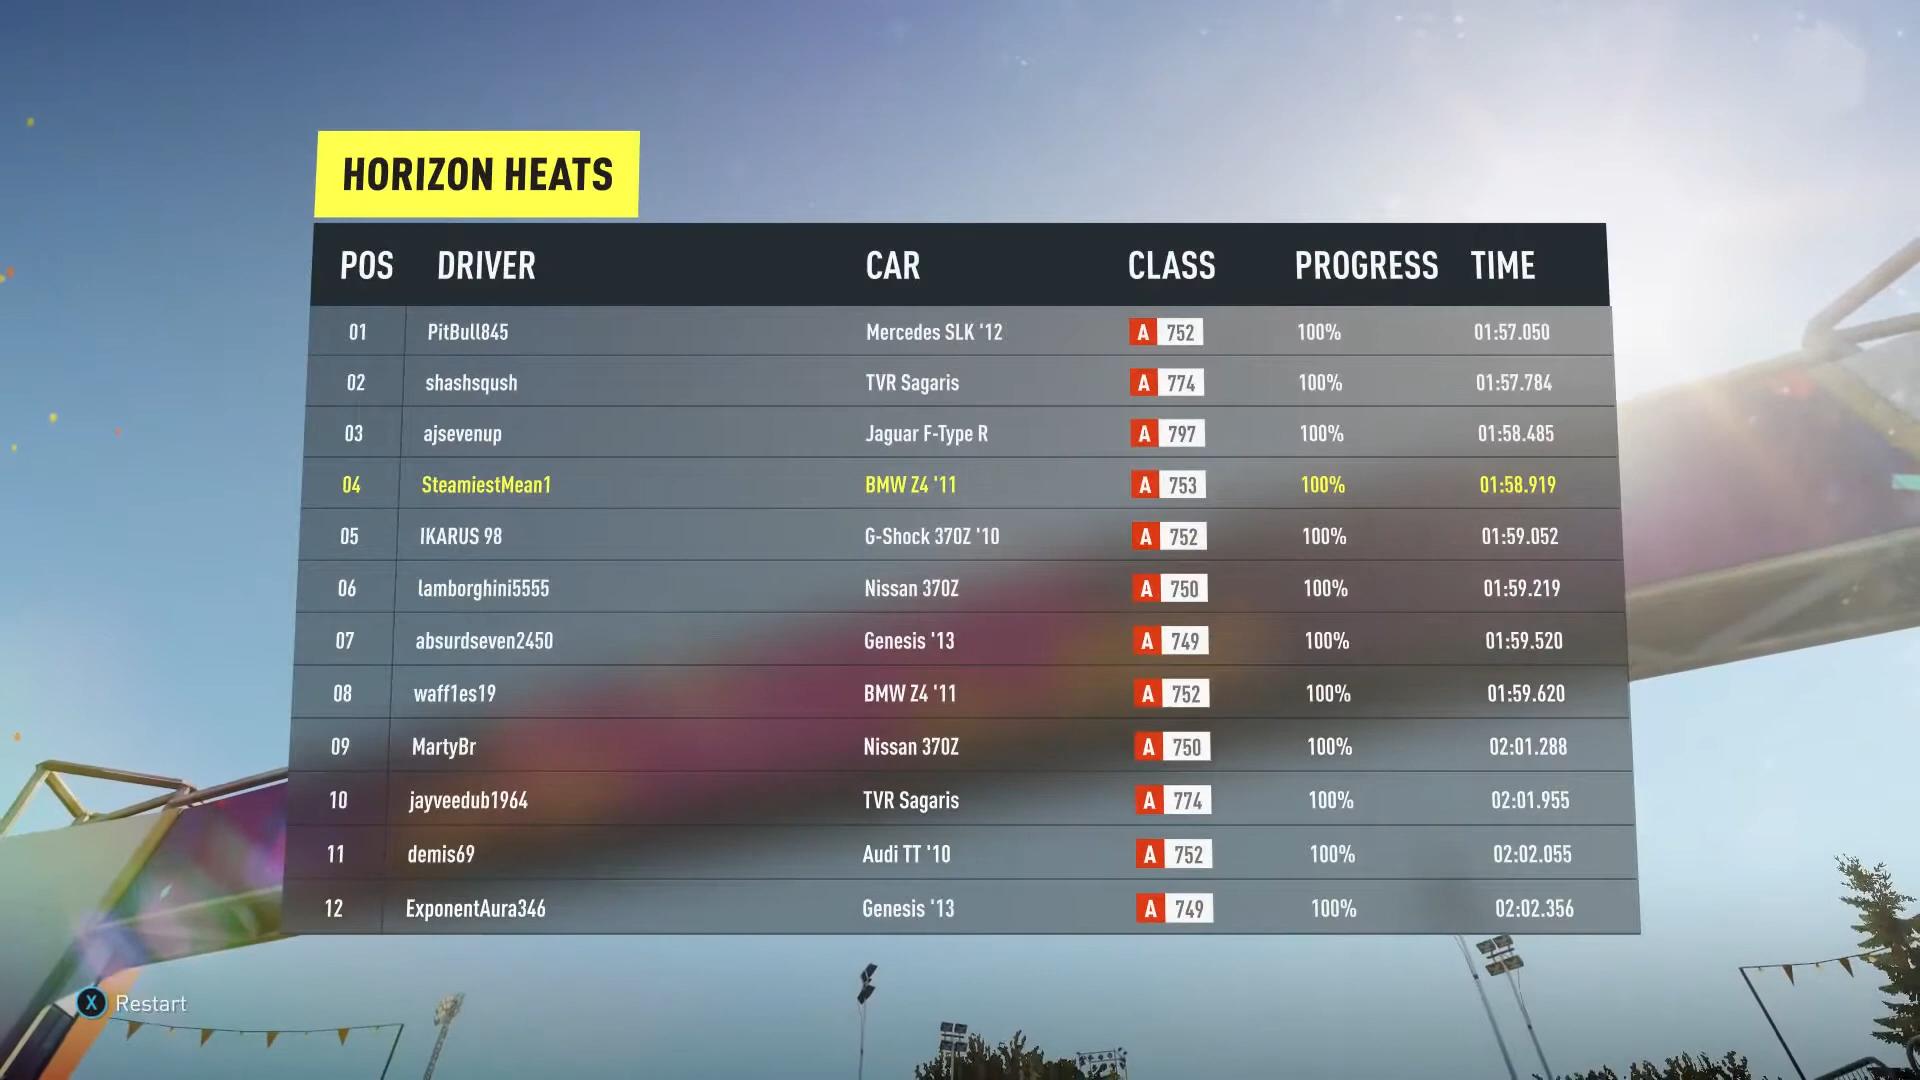 HORIZON HEATS
POS DRIVER CAR CLASS PROGRESS TIME
01 PitBull845 Mercedes SLK '12 A 752 100% 01:57.050
02 shashsqush TVR Sagaris A 774 100% 01:57.784
03 ajsevenup Jaguar F-Type R A 797 100% 01:58.485
04 SteamiestMean1 BMW Z4 '11 A 753 100% 01:58.919
05 IKARUS 98 G-Shock 370Z '10 A 752 100% 01:59.052
06 lamborghini5555 Nissan 370Z A 750 100% 01:59.219
07 absurdseven2450 Genesis '13 A 749 100% 01:59.520
08 waff1es19 BMW Z4 '11 A 752 100% 01:59.620
09 MartyBr Nissan 370Z A 750 100% 02:01.288
10 jayveedub1964 TVR Sagaris A 774 100% 02:01.955
11 demis69 Audi TT '10 A 752 100% 02:02.055
12 ExponentAura346 Genesis '13 A 749 100% 02:02.356
X Restart